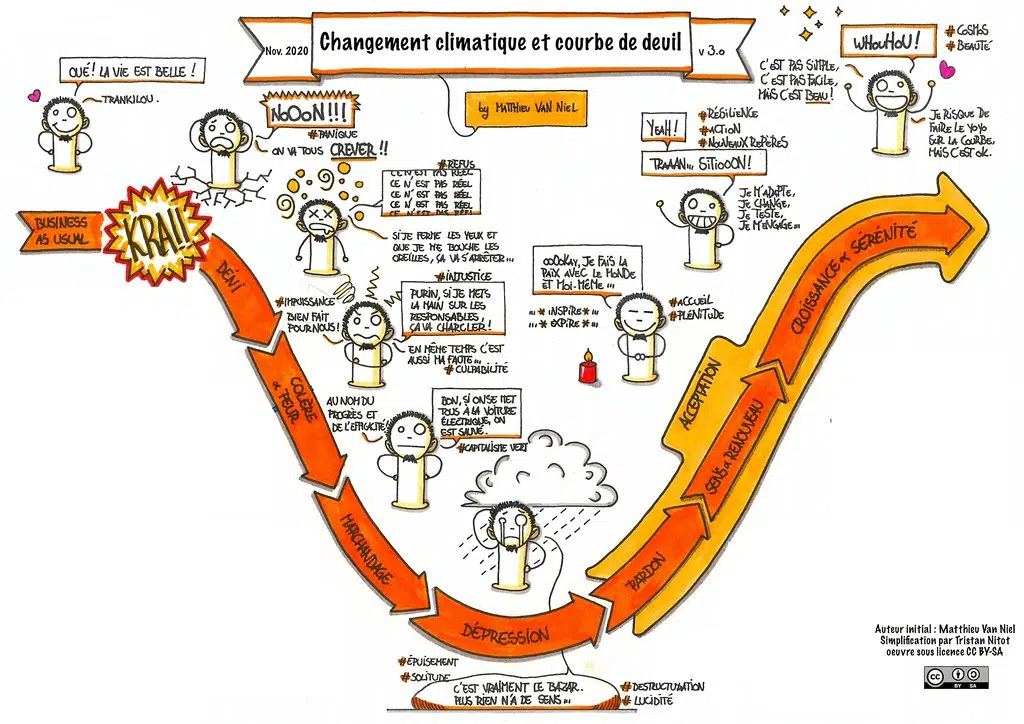 Nov. 2020
Changement climatique et courbe de deuil
v 3.0
by MATTHIEU VAN NIEL
OUÉ! LA VIE EST BELLE !
TRANKILOU.
NOOON !!!
#PANIQUE
ON VA TOUS CREVER !!
BUSINESS
AS USUAL
KRA!!
DÉNI
#REFUS
CE N'EST PAS RÉEL
CE N'EST PAS RÉEL
CE N'EST PAS RÉEL
CE N'EST PAS RÉEL
CE N'EST PAS RÉEL
SI JE FERME LES YEUX ET
QUE JE ME BOUCHE LES
OREILLES, ÇA VA S'ARRÊTER...
COLÈRE
& PEUR
#INJUSTICE
#IMPUISSANCE
BIEN FAIT
POUR NOUS !
PURIN, SI JE METS
LA MAIN SUR LES
RESPONSABLES,
ÇA VA CHARCLER !
EN MÊME TEMPS C'EST
AUSSI MA FAUTE...
#CULPABILITÉ
MARCHANDAGE
AU NOM DU
PROGRÈS ET
DE L'EFFICACITÉ
BON, SI ON SE MET
TOUS À LA VOITURE
ÉLECTRIQUE, ON
EST SAUVÉ.
#CAPITALISTE VERT
DÉPRESSION
#ÉPUISEMENT
#SOLITUDE
C'EST VRAIMENT LE BAZAR.
PLUS RIEN N'A DE SENS...
#DESTRUCTURATION
#LUCIDITÉ
PARDON
OOOOKAY, JE FAIS LA
PAIX AVEC LE MONDE
ET MOI-MÊME ...
... * INSPIRE * ...
... * EXPIRE * ...
#ACCUEIL
#PLÉNITUDE
ACCEPTATION
SENS & RENOUVEAU
YEAH !
TRAAAN... SITIOOON!
#RÉSILIENCE
#ACTION
#NOUVEAUX REPÈRES
JE M'ADAPTE,
JE CHANGE,
JE TESTE,
JE M'ENGAGE...
CROISSANCE & SÉRÉNITÉ
WHOUHOU !
#COSMOS
#BEAUTÉ
C'EST PAS SIMPLE,
C'EST PAS FACILE,
MAIS C'EST BEAU !
JE RISQUE DE
FAIRE LE YOYO
SUR LA COURBE,
MAIS C'EST OK.
Auteur initial : Matthieu Van Niel
Simplification par Tristan Nitot
oeuvre sous licence CC BY-SA
CC BY SA